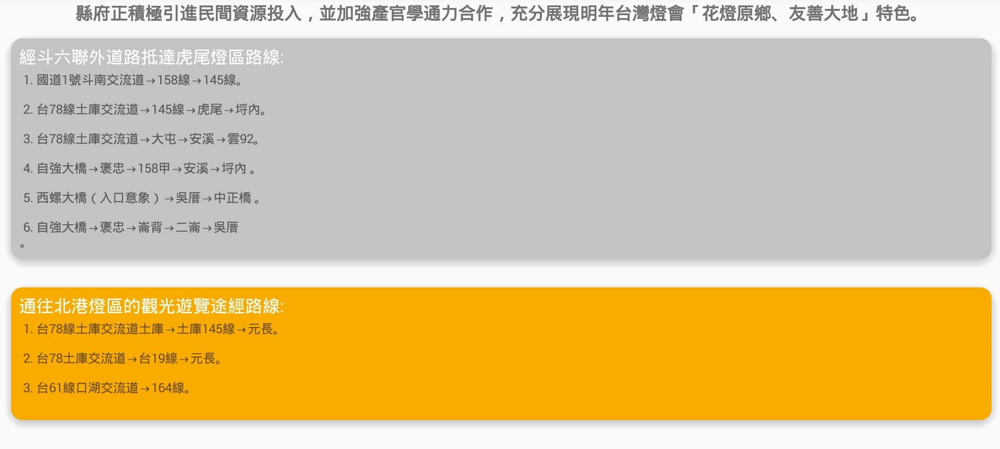 縣府正積極引進民間資源投入，並加強產官學通力合作，充分展現明年台灣燈會「花燈原鄉、友善大地」特色。
經斗六聯外道路抵達虎尾燈區路線:
1. 國道1號斗南交流道→158線→145線。
2. 台78線土庫交流道→145線→虎尾→埒內。
3. 台78線土庫交流道→大屯→安溪→雲92。
4. 自強大橋→褒忠→158甲→安溪→埒內 。
5. 西螺大橋（入口意象）→吳厝→中正橋 。
6. 自強大橋→褒忠→崙背→二崙→吳厝
。
通往北港燈區的觀光遊覽途經路線:
1. 台78線土庫交流道土庫→土庫145線→元長。
2. 台78土庫交流道→台19線→元長。
3. 台61線口湖交流道→164線。